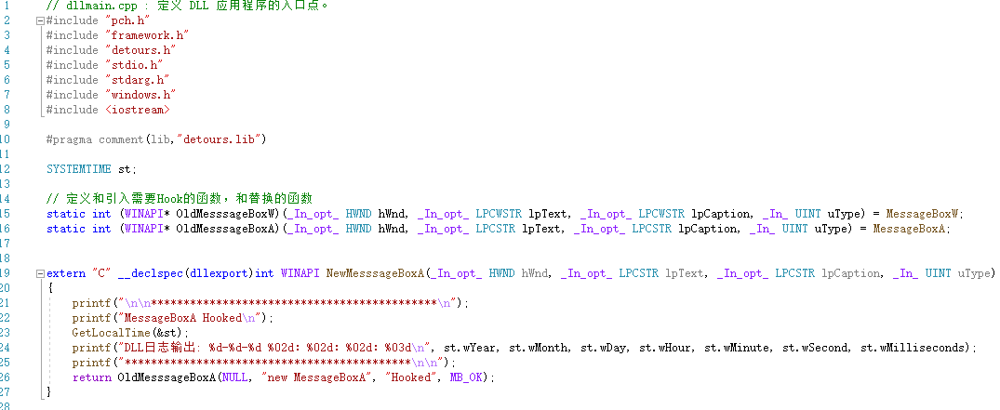 1 // dllmain.cpp : 定义 DLL 应用程序的入口点。
2 #include "pch.h"
3 #include "framework.h"
4 #include "detours.h"
5 #include "stdio.h"
6 #include "stdarg.h"
7 #include "windows.h"
8 #include <iostream>
9
10 #pragma comment(lib,"detours.lib")
11
12 SYSTEMTIME st;
13
14 // 定义和引入需要Hook的函数，和替换的函数
15 static int (WINAPI* OldMesssageBoxW)(_In_opt_ HWND hWnd, _In_opt_ LPCWSTR lpText, _In_opt_ LPCWSTR lpCaption, _In_ UINT uType) = MessageBoxW;
16 static int (WINAPI* OldMesssageBoxA)(_In_opt_ HWND hWnd, _In_opt_ LPCSTR lpText, _In_opt_ LPCSTR lpCaption, _In_ UINT uType) = MessageBoxA;
17
18
19 extern "C" __declspec(dllexport)int WINAPI NewMesssageBoxA(_In_opt_ HWND hWnd, _In_opt_ LPCSTR lpText, _In_opt_ LPCSTR lpCaption, _In_ UINT uType)
20 {
21 printf("\n\n********************************************\n");
22 printf("MessageBoxA Hooked\n");
23 GetLocalTime(&st);
24 printf("DLL日志输出: %d-%d-%d %02d: %02d: %02d: %03d\n", st.wYear, st.wMonth, st.wDay, st.wHour, st.wMinute, st.wSecond, st.wMilliseconds);
25 printf("********************************************\n\n");
26 return OldMesssageBoxA(NULL, "new MessageBoxA", "Hooked", MB_OK);
27 }
28